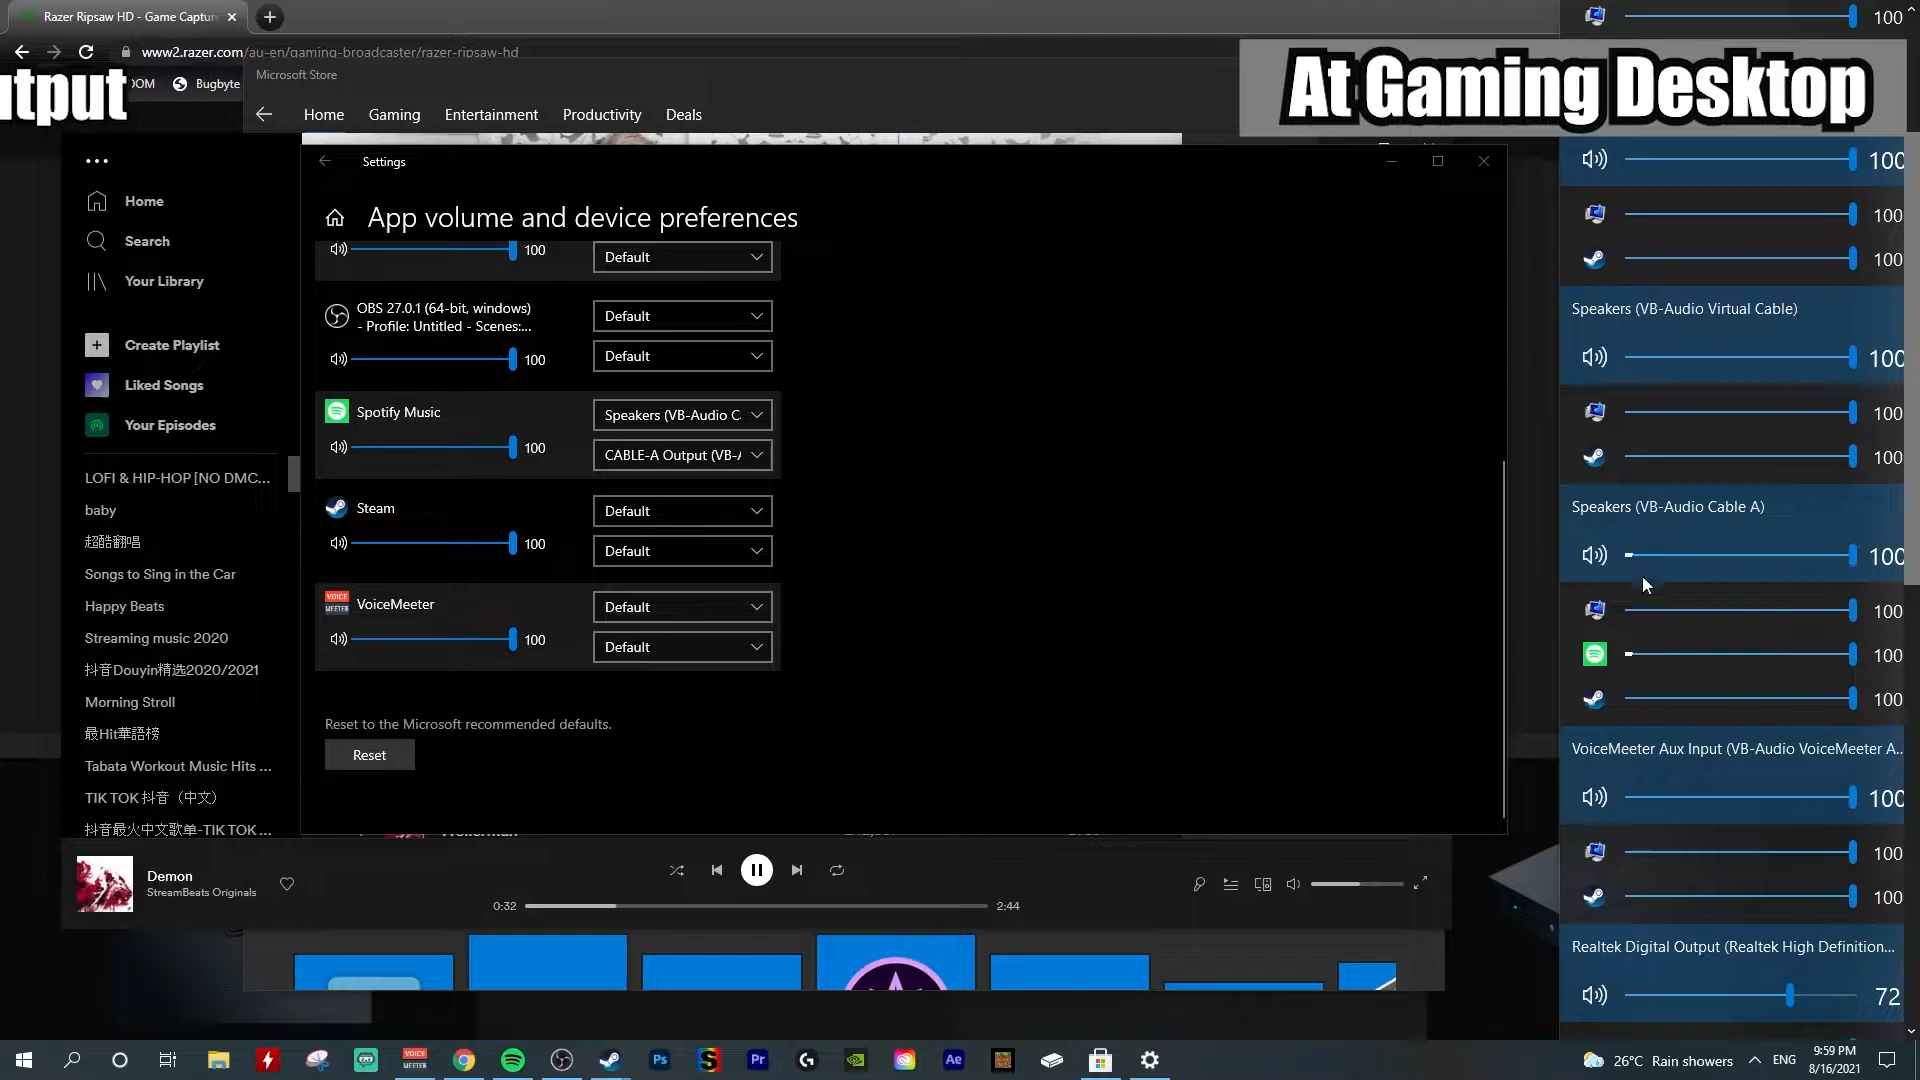 Razer Ripsaw HD - Game Captur
www2.razer.com/au-en/gaming-broadcaster/razer-ripsaw-hd
Bugbyte
Microsoft Store
Home Gaming Entertainment Productivity Deals
At Gaming Desktop
Settings
App volume and device preferences
Home
Search
Your Library
Create Playlist
Liked Songs
Your Episodes
LOFI & HIP-HOP [NO DMC...
baby
超酷翻唱
Songs to Sing in the Car
Happy Beats
Streaming music 2020
抖音Douyin精选2020/2021
Morning Stroll
最Hit華語榜
Tabata Workout Music Hits ...
TIK TOK 抖音（中文）
抖音最火中文歌单-TIK TOK ...
100 Default
OBS 27.0.1 (64-bit, windows)
- Profile: Untitled - Scenes:...
Default
100 Default
Spotify Music Speakers (VB-Audio C
100 CABLE-A Output (VB-A
Steam Default
100 Default
VOICE MEETER VoiceMeeter Default
100 Default
Reset to the Microsoft recommended defaults.
Reset
100
100
100
100
Speakers (VB-Audio Virtual Cable)
100
100
100
Speakers (VB-Audio Cable A)
100
100
100
100
VoiceMeeter Aux Input (VB-Audio VoiceMeeter A...
100
100
100
Realtek Digital Output (Realtek High Definition...
72
Demon
StreamBeats Originals
0:32 2:44
VOICE MEETER Ps S Pr Ae
26°C Rain showers ENG
9:59 PM
8/16/2021